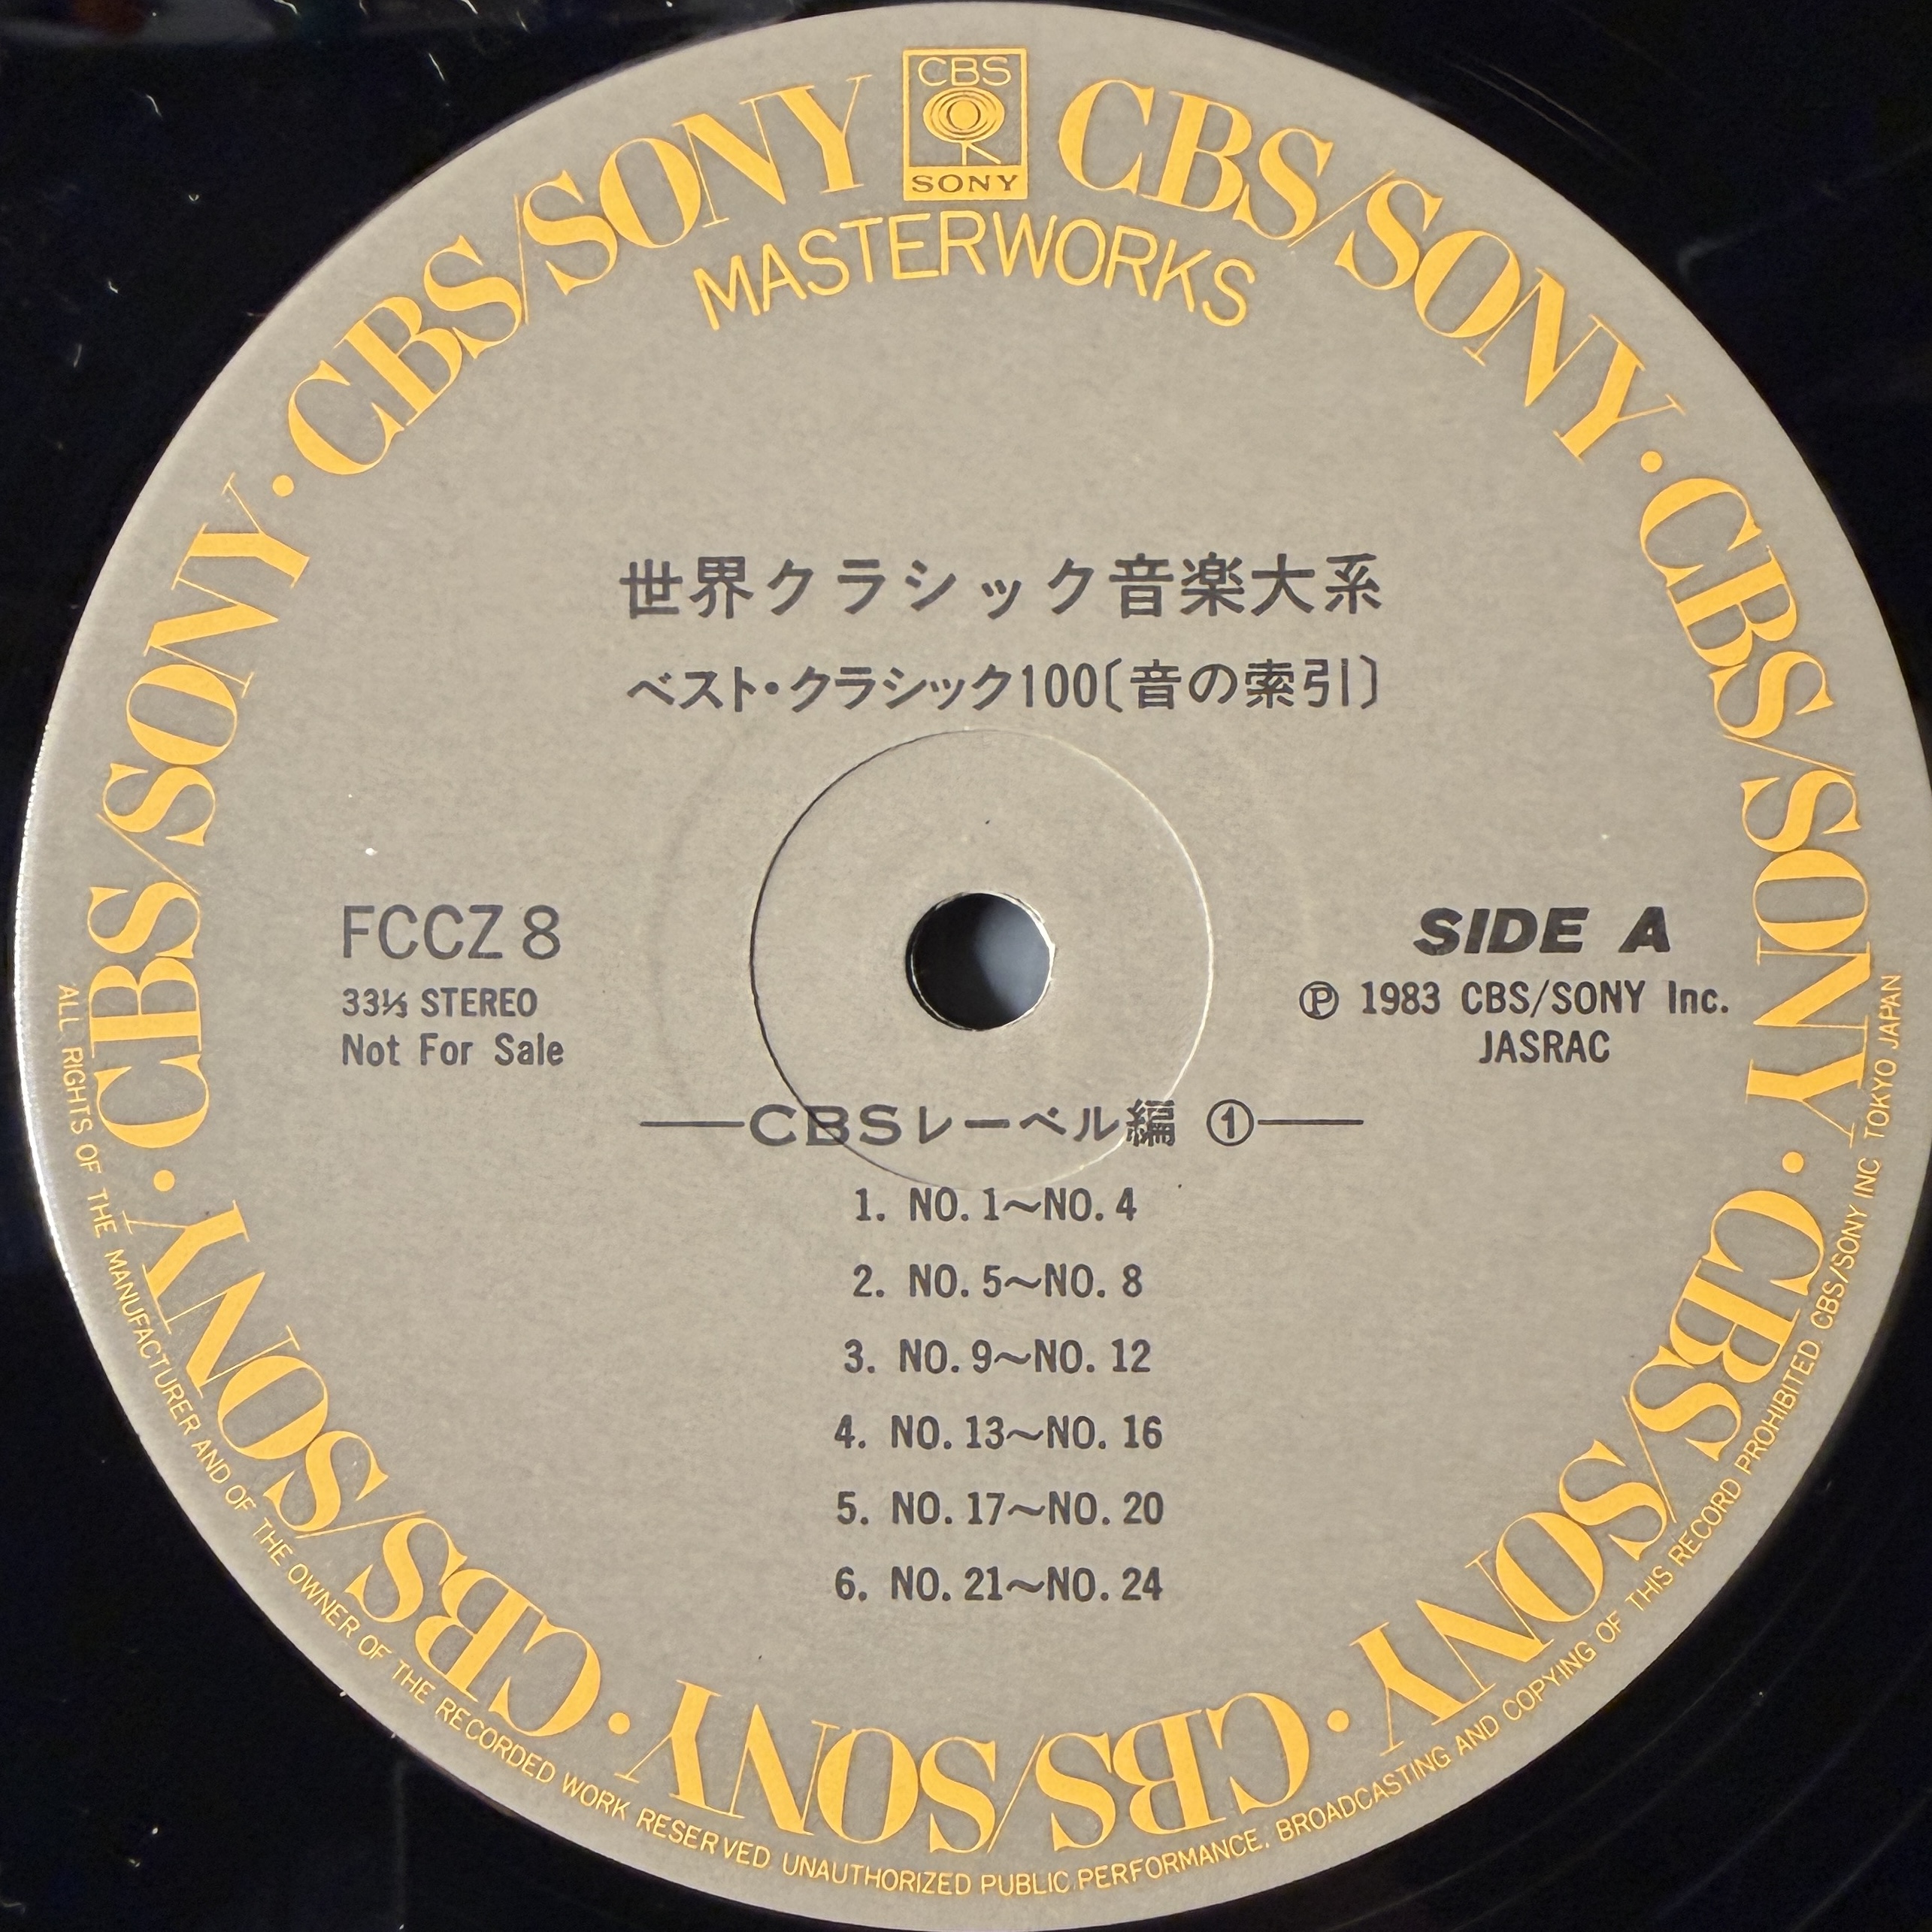 CBS
SONY
CBS/SONY · CBS/SONY · CBS/SONY · CBS/SONY · CBS/SONY · CBS/SONY · CBS/SONY · CBS/SONY
MASTERWORKS
世界クラシック音楽大系
ベスト・クラシック100〔音の索引〕
FCCZ 8
33⅓ STEREO
Not For Sale
SIDE A
Ⓟ 1983 CBS/SONY Inc.
JASRAC
CBSレーベル編 ①
1. NO. 1～NO. 4
2. NO. 5～NO. 8
3. NO. 9～NO. 12
4. NO. 13～NO. 16
5. NO. 17～NO. 20
6. NO. 21～NO. 24
ALL RIGHTS OF THE MANUFACTURER AND OF THE OWNER OF THE RECORDED WORK RESERVED. UNAUTHORIZED PUBLIC PERFORMANCE, BROADCASTING AND COPYING OF THIS RECORD PROHIBITED. CBS/SONY INC. TOKYO JAPAN